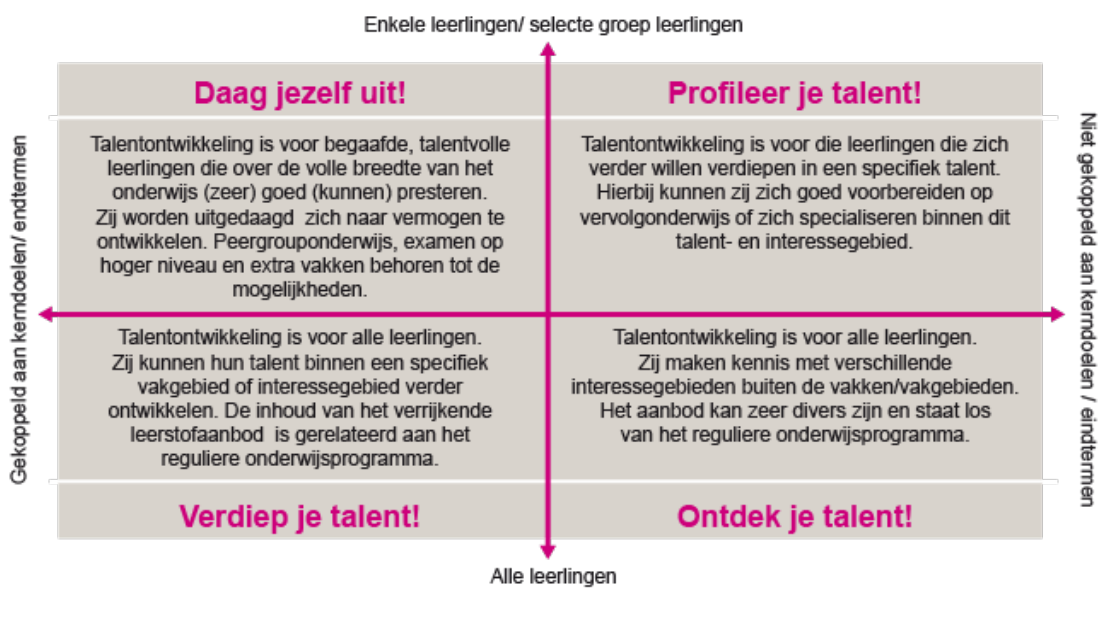 Enkele leerlingen/ selecte groep leerlingen
Daag jezelf uit!
Talentontwikkeling is voor begaafde, talentvolle
leerlingen die over de volle breedte van het
onderwijs (zeer) goed (kunnen) presteren.
Zij worden uitgedaagd zich naar vermogen te
ontwikkelen. Peergrouponderwijs, examen op
hoger niveau en extra vakken behoren tot de
mogelijkheden.
Profileer je talent!
Talentontwikkeling is voor die leerlingen die zich
verder willen verdiepen in een specifiek talent.
Hierbij kunnen zij zich goed voorbereiden op
vervolgonderwijs of zich specialiseren binnen dit
talent- en interessegebied.
Gekoppeld aan kerndoelen/ endtermen
Niet gekoppeld aan kerndoelen / eindtermen
Talentontwikkeling is voor alle leerlingen.
Zij kunnen hun talent binnen een specifiek
vakgebied of interessegebied verder
ontwikkelen. De inhoud van het verrijkende
leerstofaanbod is gerelateerd aan het
reguliere onderwijsprogramma.
Verdiep je talent!
Talentontwikkeling is voor alle leerlingen.
Zij maken kennis met verschillende
interessegebieden buiten de vakken/vakgebieden.
Het aanbod kan zeer divers zijn en staat los
van het reguliere onderwijsprogramma.
Ontdek je talent!
Alle leerlingen